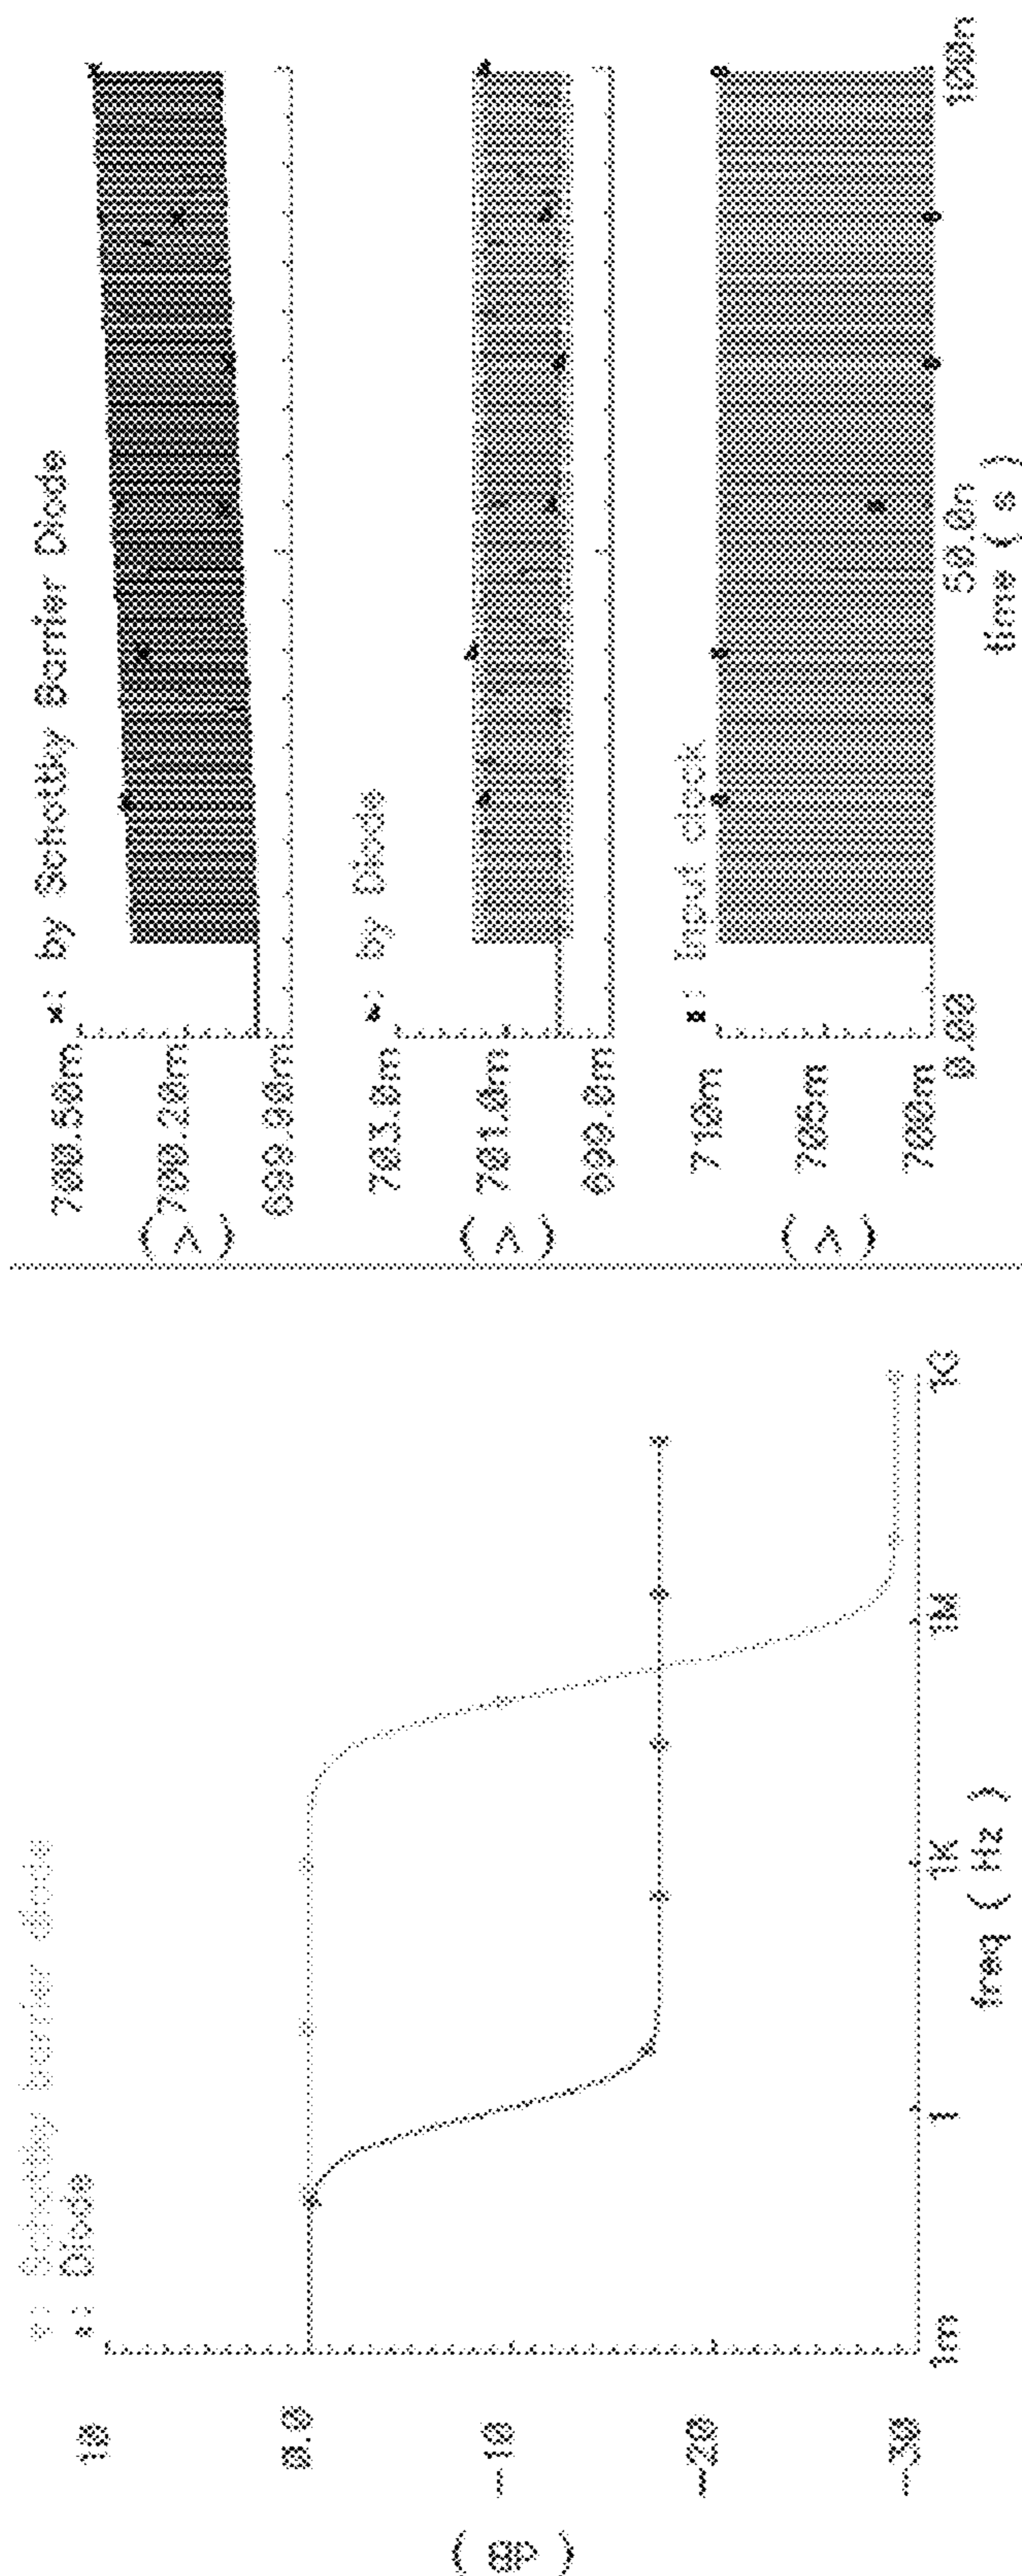 v: Schottky barrier diode
x: Diode
10
0.0
-10
-20
-30
( dB )
1m
1
1K
1M
1G
freq ( Hz )
x: by Schottky Barrier Diode
700.50m
700.20m
699.90m
( V )
by Diode
703.0m
701.0m
699.0m
( V )
: Input clock
710m
705m
700m
( V )
0.00
50.0n
100n
time ( s )